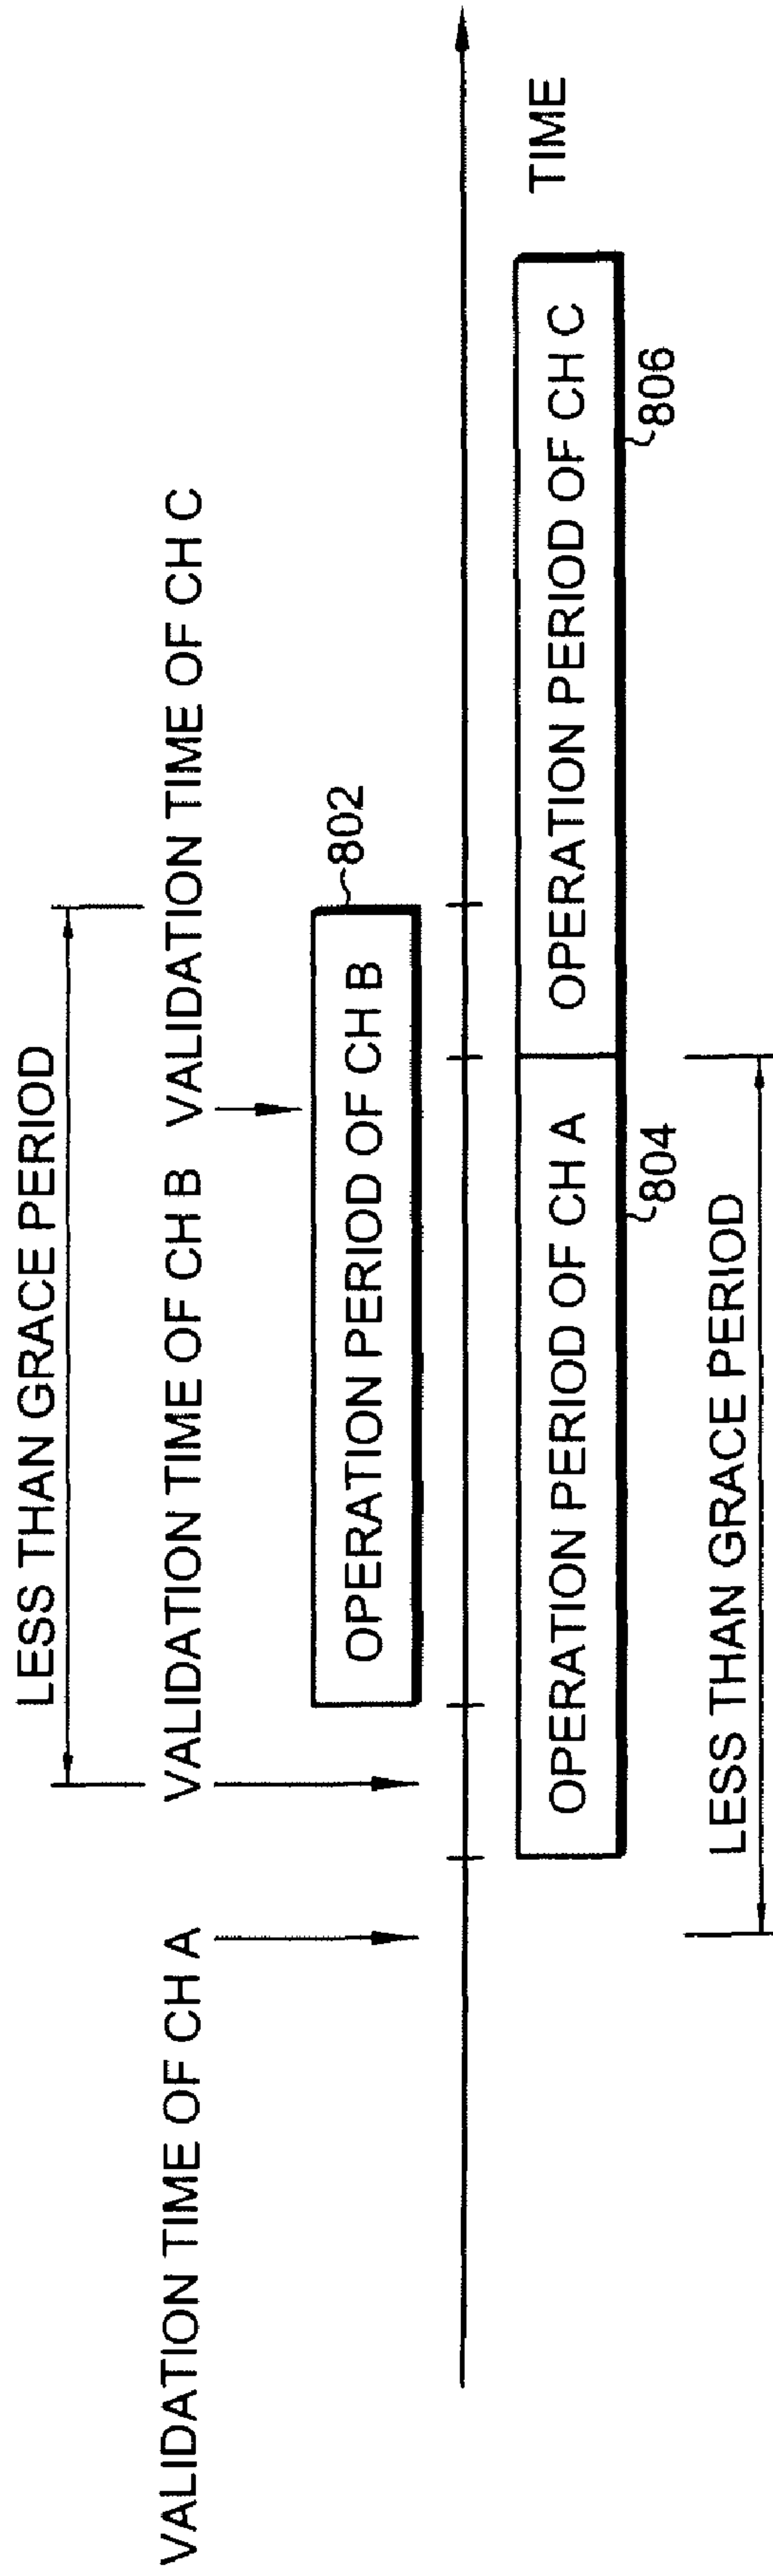 LESS THAN GRACE PERIOD
VALIDATION TIME OF CH A
VALIDATION TIME OF CH B
VALIDATION TIME OF CH C
802
OPERATION PERIOD OF CH B
TIME
OPERATION PERIOD OF CH A
OPERATION PERIOD OF CH C
804
806
LESS THAN GRACE PERIOD